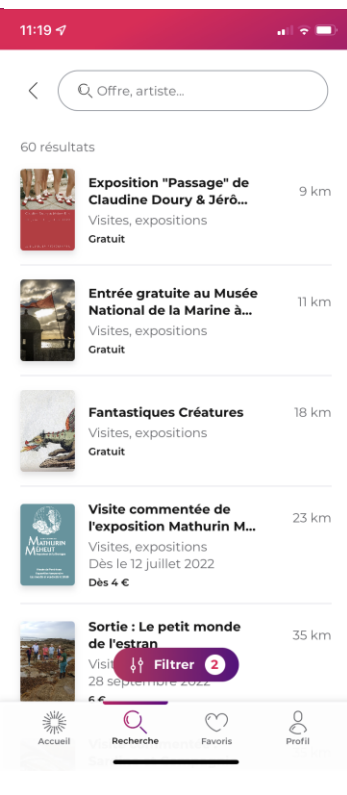 11:19
Offre, artiste...
60 résultats
Exposition "Passage" de
9 km
Claudine Doury & Jérô...
Visites, expositions
Gratuit
Entrée gratuite au Musée
11 km
National de la Marine à...
Visites, expositions
Gratuit
Fantastiques Créatures
18 km
Visites, expositions
Gratuit
MATHURIN
MÉHEUT
Visite commentée de
23 km
l'exposition Mathurin M...
Visites, expositions
Dès le 12 juillet 2022
Dès 4 €
Sortie : Le petit monde
35 km
de l'estran
Visit
Filtrer 2
28 septembre 2022
6 €
Accueil
Recherche
Favoris
Profil